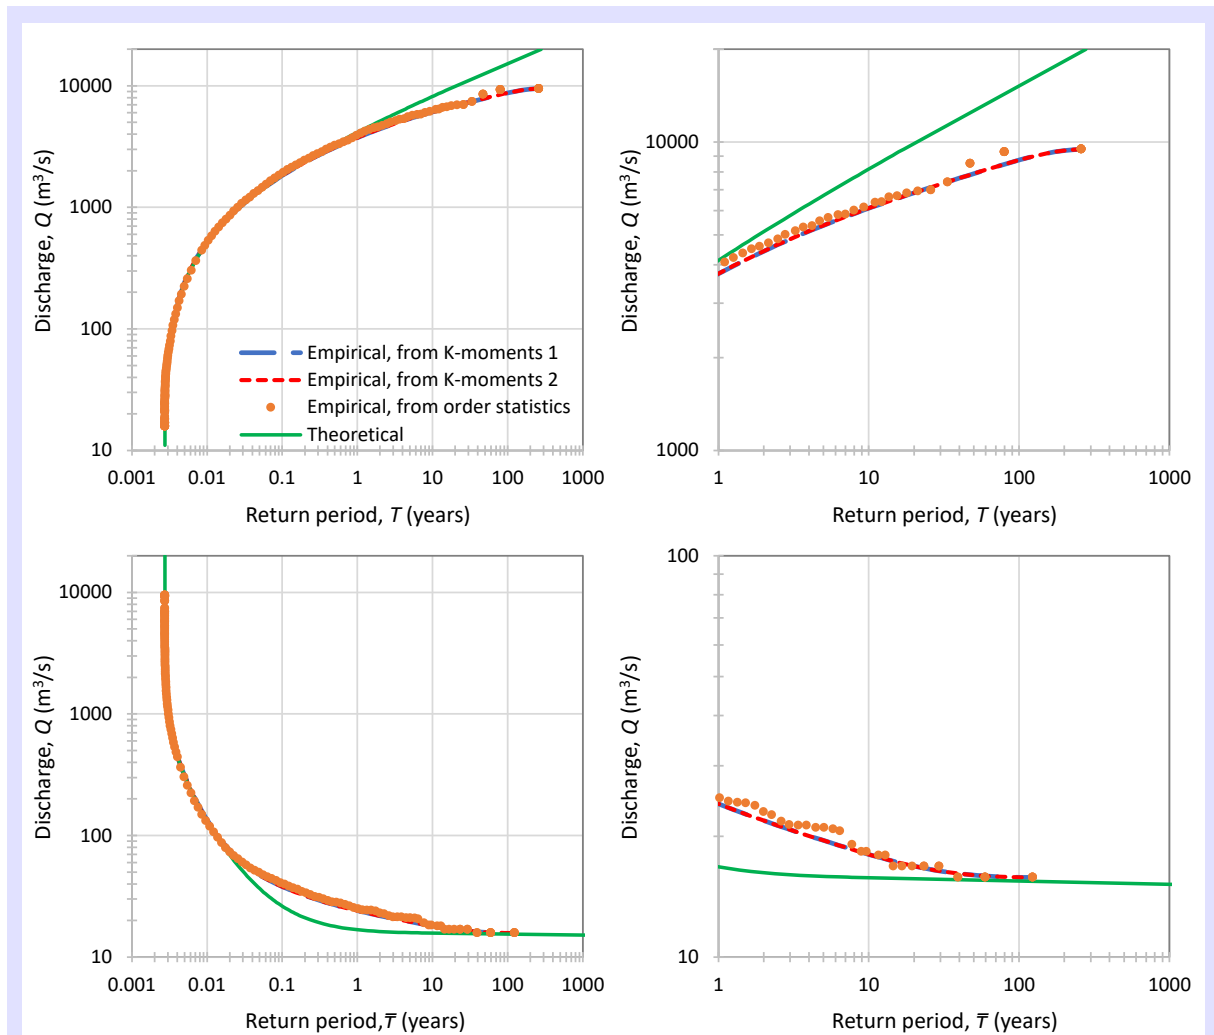 10000
1000
100
10
Discharge, Q (m³/s)
Empirical, from K-moments 1
Empirical, from K-moments 2
Empirical, from order statistics
Theoretical
0.001 0.01 0.1 1 10 100 1000
Return period, T (years)
10000
1000
Discharge, Q (m³/s)
1 10 100 1000
Return period, T (years)
10000
1000
100
10
Discharge, Q (m³/s)
0.001 0.01 0.1 1 10 100 1000
Return period,T̅ (years)
100
10
Discharge, Q (m³/s)
1 10 100 1000
Return period, T̅ (years)